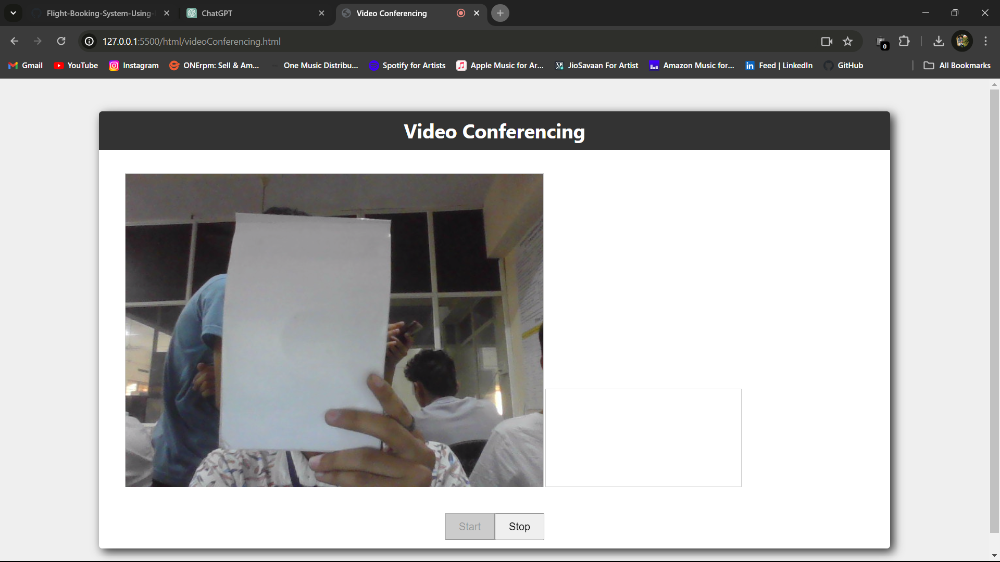 Flight-Booking-System-Using-
ChatGPT
Video Conferencing
127.0.0.1:5500/html/videoConferencing.html
0
Gmail
YouTube
Instagram
ONErpm: Sell & Am...
One Music Distribu...
Spotify for Artists
Apple Music for Ar...
JioSavaan For Artist
Amazon Music for...
Feed | LinkedIn
GitHub
All Bookmarks
Video Conferencing
Start
Stop